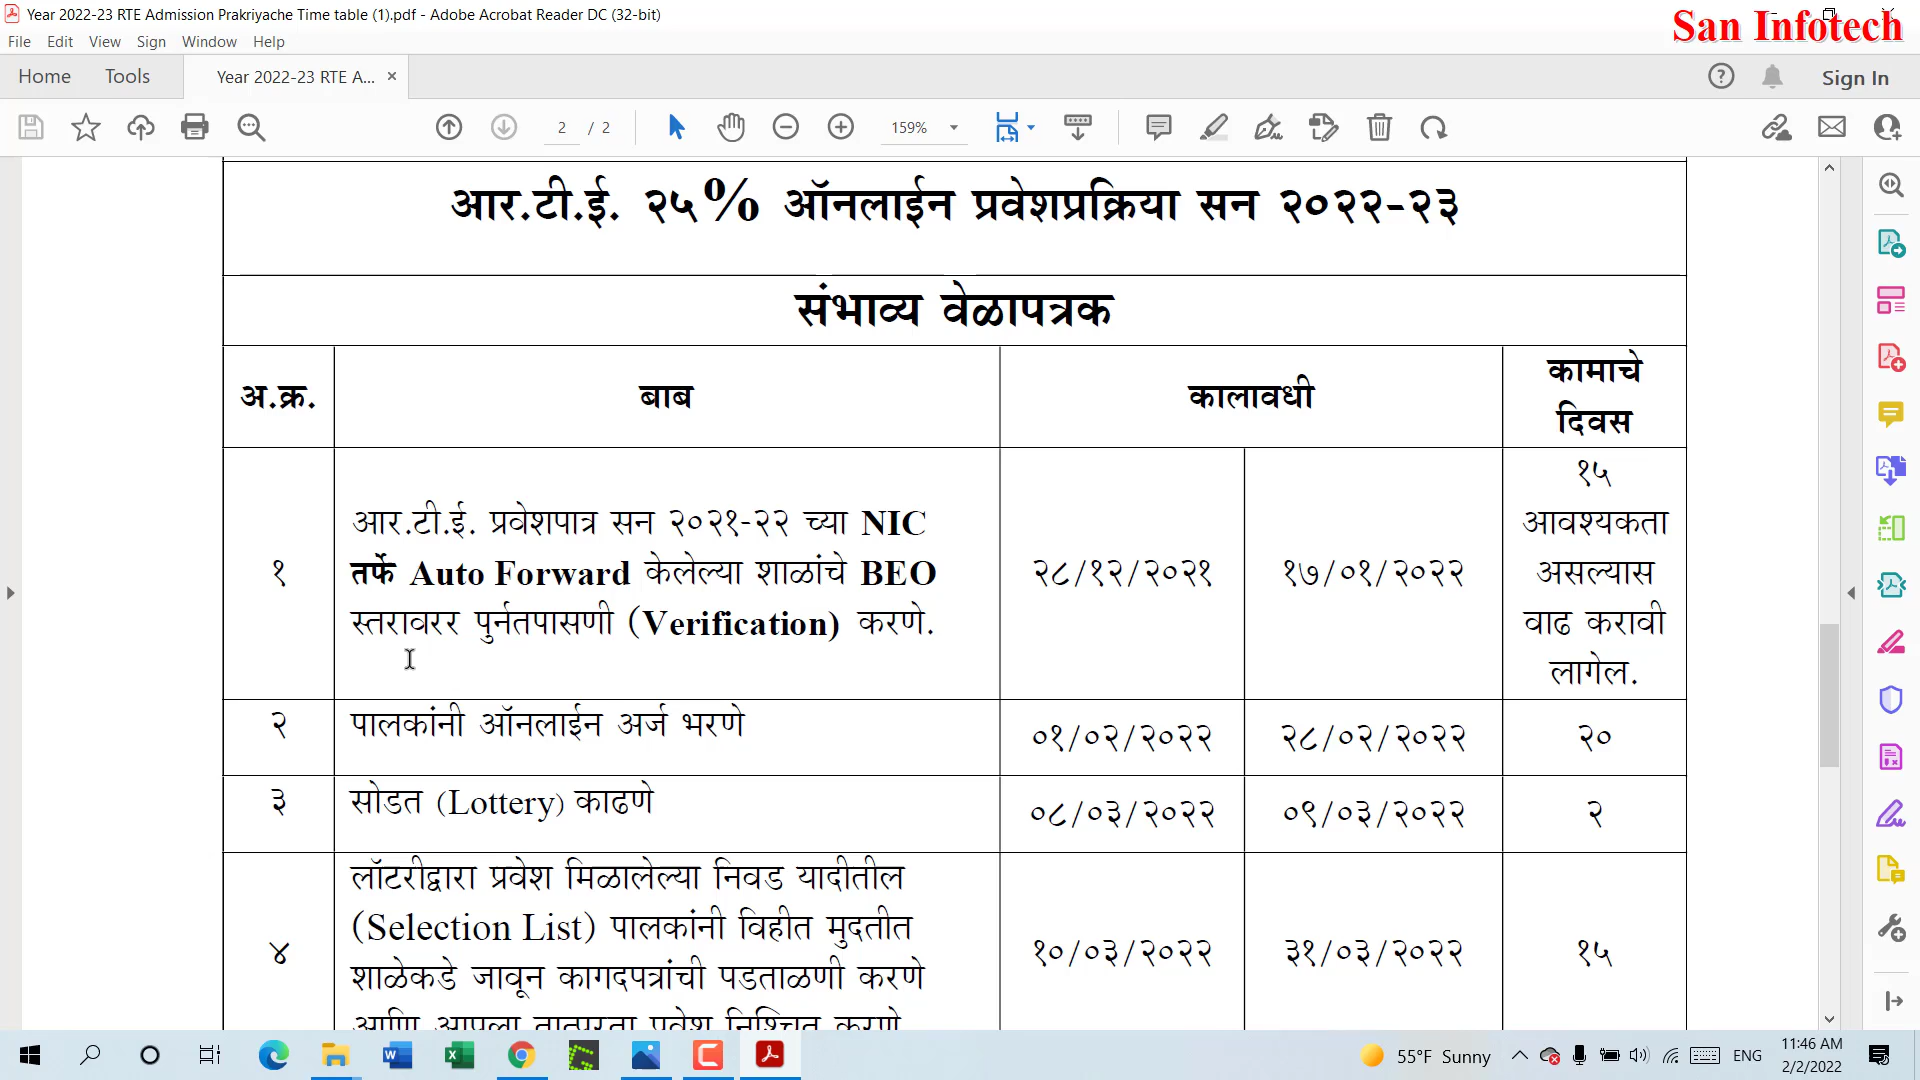 Year 2022-23 RTE Admission Prakriyache Time table (1).pdf - Adobe Acrobat Reader DC (32-bit)
San Infotech
File Edit View Sign Window Help
Home Tools Year 2022-23 RTE A... × Sign In
2 / 2 159%
आर.टी.ई. २५% ऑनलाईन प्रवेशप्रक्रिया सन २०२२-२३
संभाव्य वेळापत्रक
अ.क्र. बाब कालावधी कामाचे
दिवस
१५
आर.टी.ई. प्रवेशपात्र सन २०२१-२२ च्या NIC आवश्यकता
१ तर्फे Auto Forward केलेल्या शाळांचे BEO २८/१२/२०२१ १७/०१/२०२२ असल्यास
स्तरावरर पुर्नतपासणी (Verification) करणे. वाढ करावी
लागेल.
२ पालकांनी ऑनलाईन अर्ज भरणे ०१/०२/२०२२ २८/०२/२०२२ २०
३ सोडत (Lottery) काढणे ०८/०३/२०२२ ०९/०३/२०२२ २
लॉटरीद्वारा प्रवेश मिळालेल्या निवड यादीतील
(Selection List) पालकांनी विहीत मुदतीत
४ शाळेकडे जावून कागदपत्रांची पडताळणी करणे १०/०३/२०२२ ३१/०३/२०२२ १५
आणि आपला तात्पुरता प्रवेश निश्चित करणे
55°F Sunny ENG 11:46 AM
2/2/2022